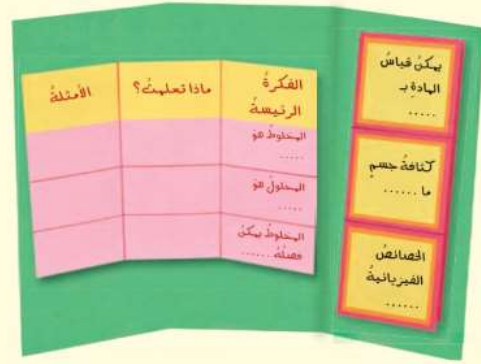 يمكنُ قياسُ
المادةِ بـ
.....
كثافةُ جسمٍ
ما ......
الخصائصُ
الفيزيائيةُ
......
الفكرةُ
الرئيسةُ
ماذا تعلمتُ؟
الأمثلةُ
المخلوطُ هو
.....
المحلولُ هو
.....
المخلوطُ يمكنُ
فصلُهُ ......